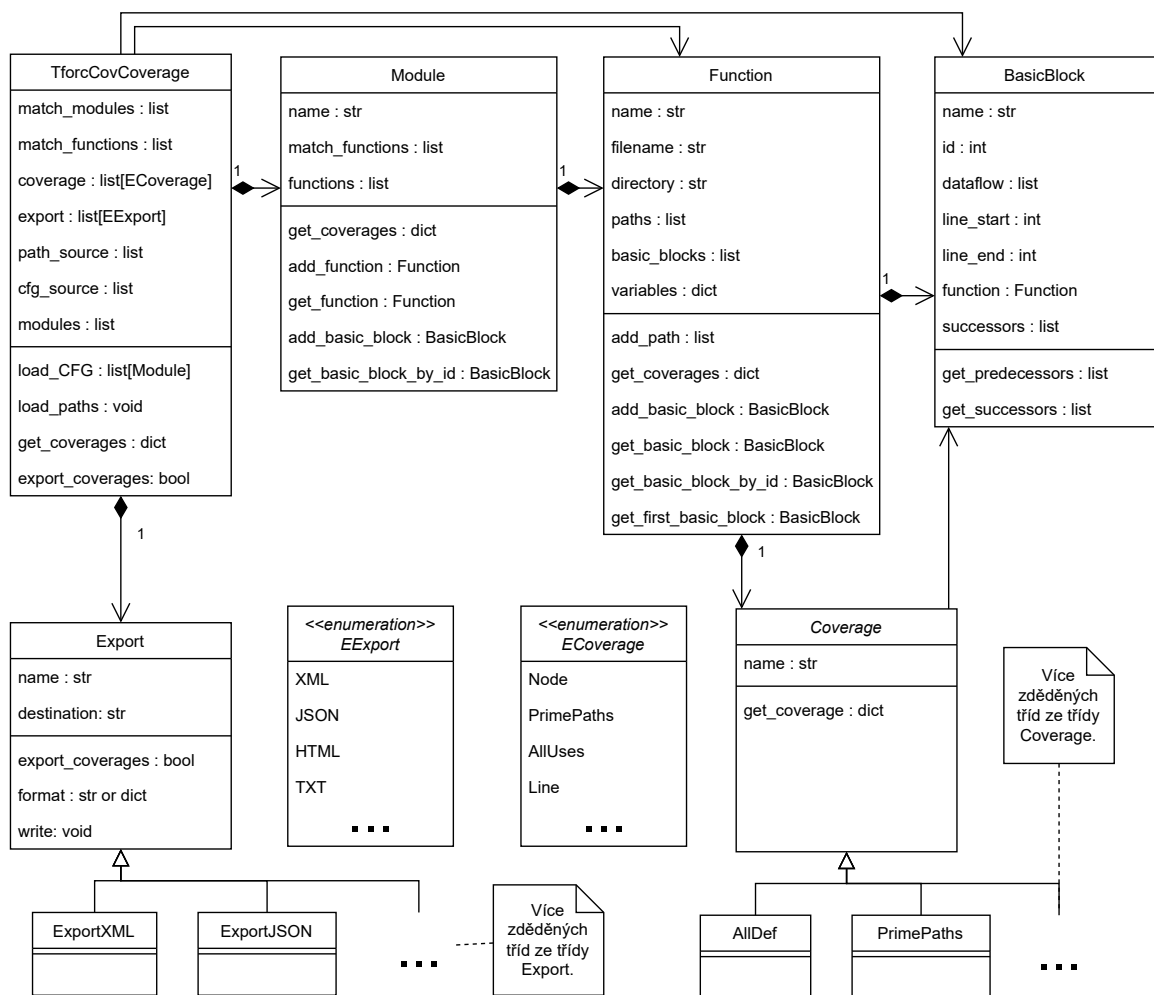 TforcCovCoverage
match_modules : list
match_functions : list
coverage : list[ECoverage]
export : list[EExport]
path_source : list
cfg_source : list
modules : list
load_CFG : list[Module]
load_paths : void
get_coverages : dict
export_coverages: bool
1
1
Module
name : str
match_functions : list
functions : list
get_coverages : dict
add_function : Function
get_function : Function
add_basic_block : BasicBlock
get_basic_block_by_id : BasicBlock
1
Function
name : str
filename : str
directory : str
paths : list
basic_blocks : list
variables : dict
add_path : list
get_coverages : dict
add_basic_block : BasicBlock
get_basic_block : BasicBlock
get_basic_block_by_id : BasicBlock
get_first_basic_block : BasicBlock
1
1
BasicBlock
name : str
id : int
dataflow : list
line_start : int
line_end : int
function : Function
successors : list
get_predecessors : list
get_successors : list
Export
name : str
destination: str
export_coverages : bool
format : str or dict
write: void
<<enumeration>>
EExport
XML
JSON
HTML
TXT
...
<<enumeration>>
ECoverage
Node
PrimePaths
AllUses
Line
...
Coverage
name : str
get_coverage : dict
Více
zděděných
tříd ze třídy
Coverage.
ExportXML
ExportJSON
...
Více
zděděných
tříd ze třídy
Export.
AllDef
PrimePaths
...